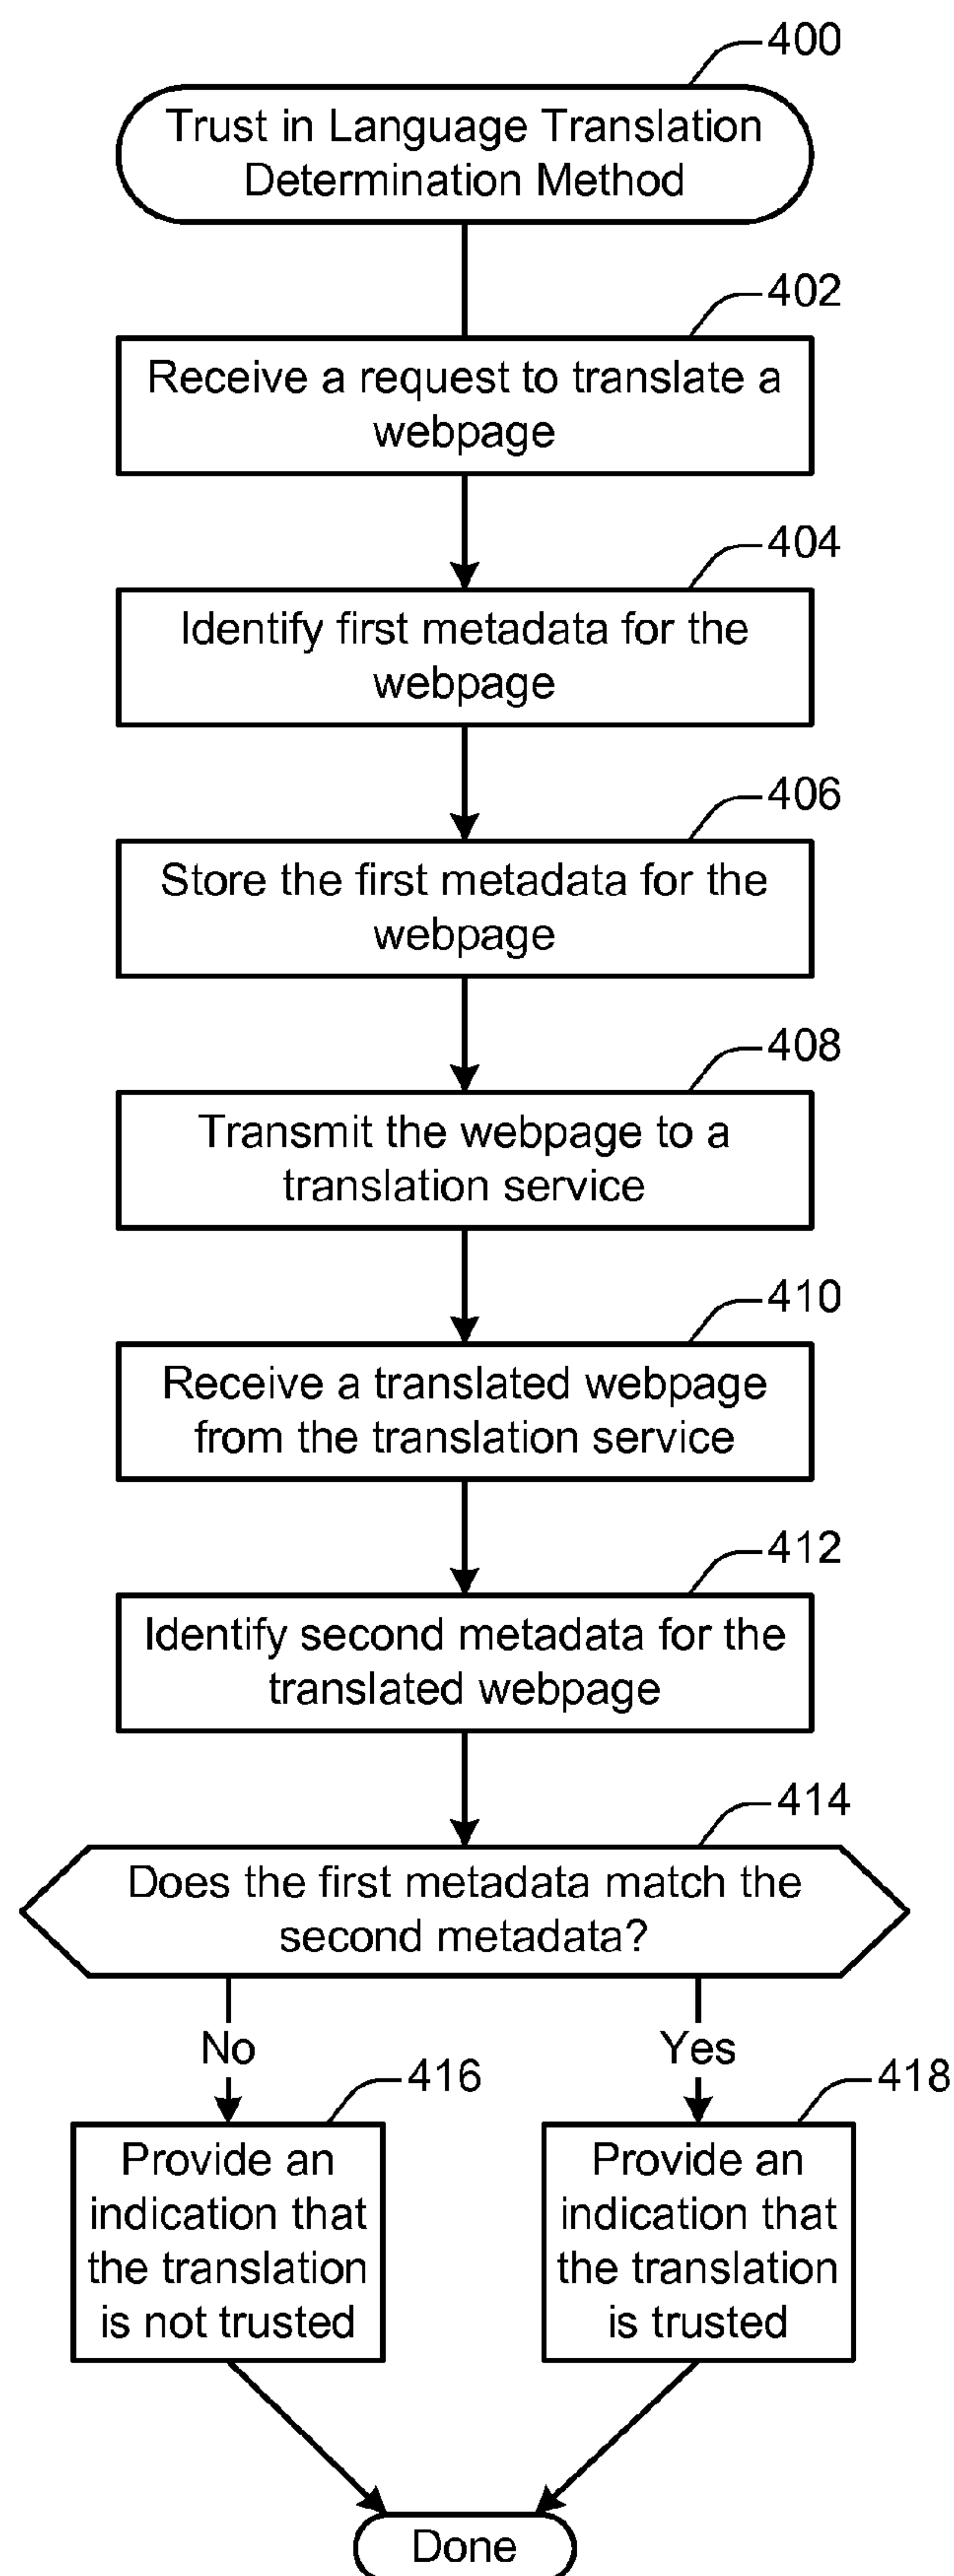 400
Trust in Language Translation
Determination Method
402
Receive a request to translate a
webpage
404
Identify first metadata for the
webpage
406
Store the first metadata for the
webpage
408
Transmit the webpage to a
translation service
410
Receive a translated webpage
from the translation service
412
Identify second metadata for the
translated webpage
414
Does the first metadata match the
second metadata?
No
Yes
416
Provide an
indication that
the translation
is not trusted
418
Provide an
indication that
the translation
is trusted
Done